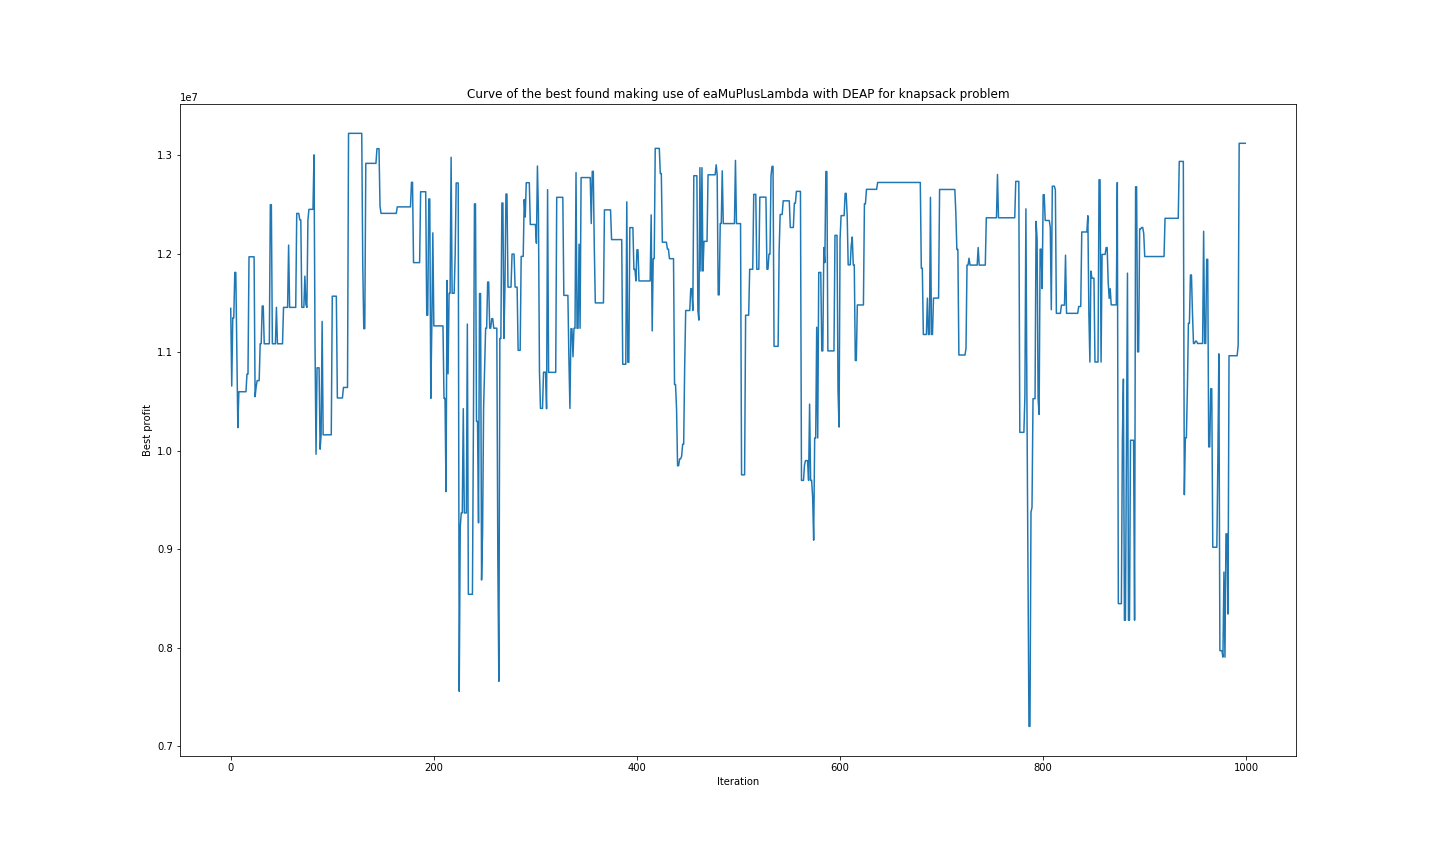 Curve of the best found making use of eaMuPlusLambda with DEAP for knapsack problem
1e7
1.3
1.2
1.1
1.0
0.9
0.8
0.7
Best profit
0 200 400 600 800 1000
Iteration